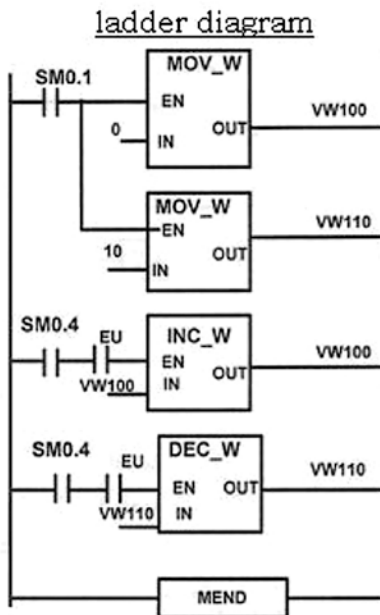 ladder diagram
SM0.1
MOV_W
EN
0
IN
OUT
VW100
MOV_W
EN
10
IN
OUT
VW110
SM0.4
EU
INC_W
EN
VW100
IN
OUT
VW100
SM0.4
EU
DEC_W
EN
OUT
VW110
VW110
IN
MEND